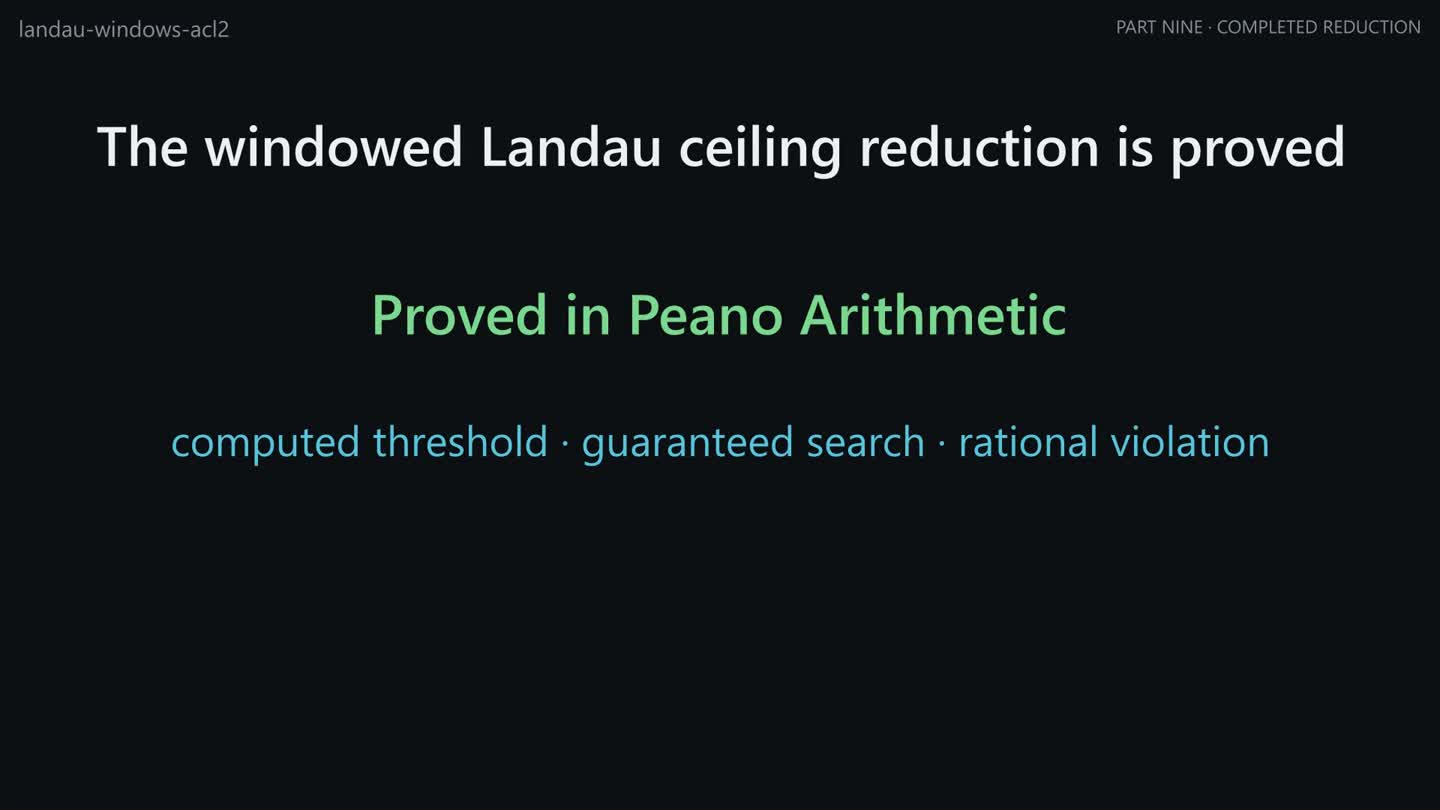 landau-windows-acl2
PART NINE · COMPLETED REDUCTION
The windowed Landau ceiling reduction is proved
Proved in Peano Arithmetic
computed threshold · guaranteed search · rational violation